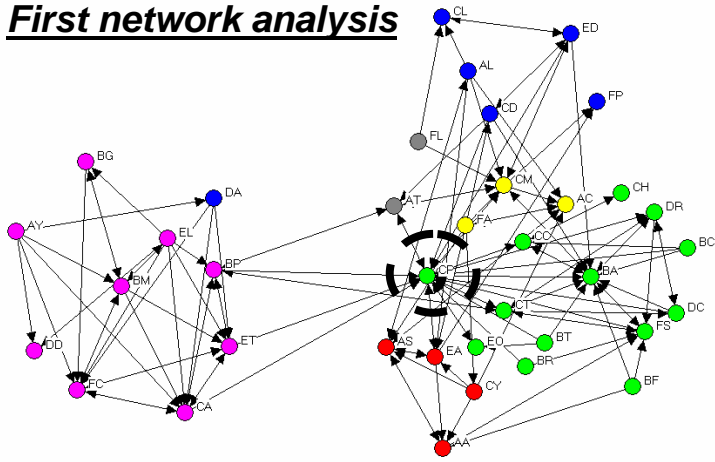 First network analysis
CL
ED
AL
FP
CD
FL
BG
CM
CH
DA
AT
AC
DR
AY
FA
EL
CO
BC
BP
CP
BA
BM
CT
DC
FS
DD
ET
AS
EA
EO
BT
BR
FC
CY
BF
CA
AA